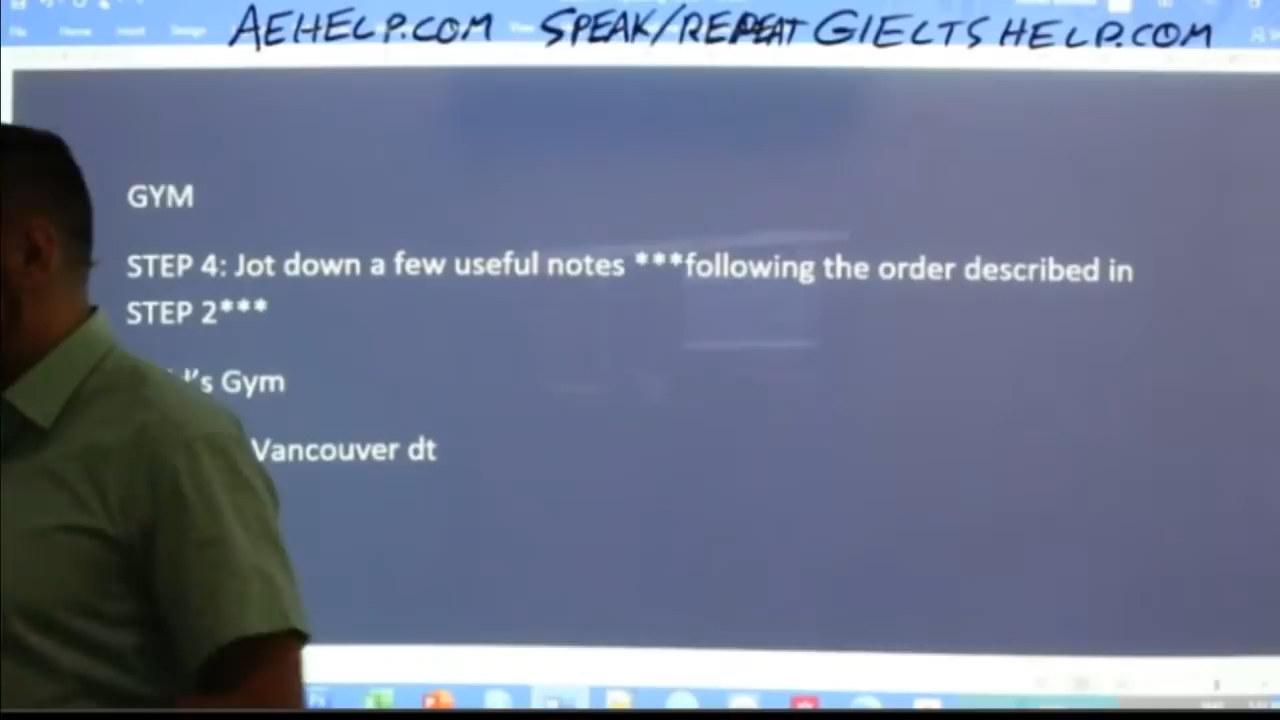 AEHELP.COM SPEAK/REPEAT GIELTSHELP.COM
GYM
STEP 4: Jot down a few useful notes ***following the order described in
STEP 2***
Gym
Vancouver dt